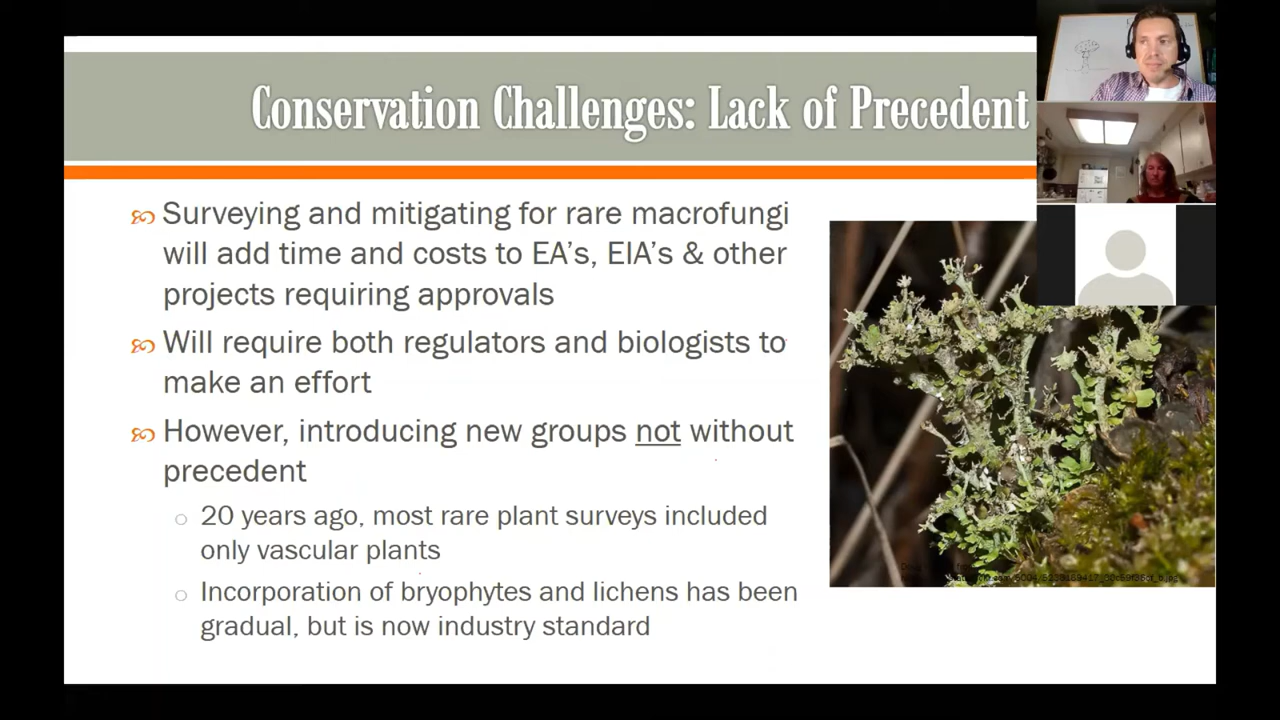 Conservation Challenges: Lack of Precedent
Surveying and mitigating for rare macrofungi
will add time and costs to EA’s, EIA’s & other
projects requiring approvals
Will require both regulators and biologists to
make an effort
However, introducing new groups not without
precedent
20 years ago, most rare plant surveys included
only vascular plants
Incorporation of bryophytes and lichens has been
gradual, but is now industry standard